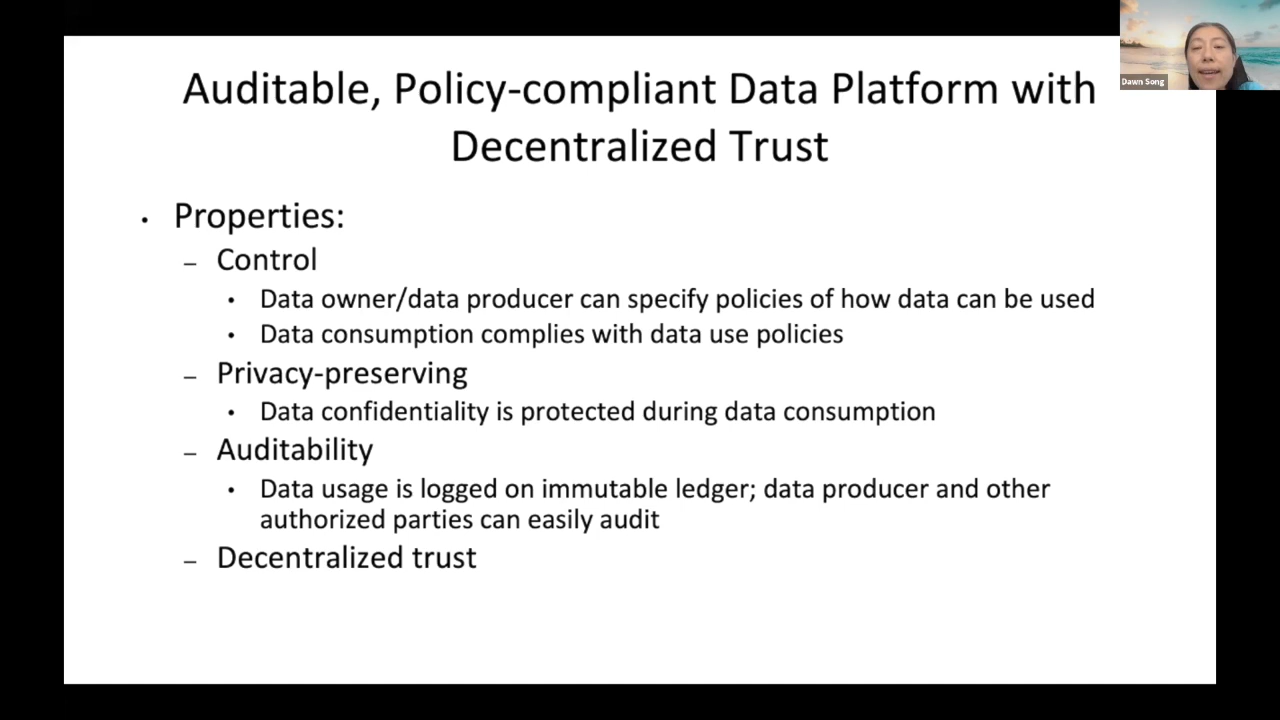 Auditable, Policy-compliant Data Platform with
Decentralized Trust
Dawn Song
• Properties:
– Control
• Data owner/data producer can specify policies of how data can be used
• Data consumption complies with data use policies
– Privacy-preserving
• Data confidentiality is protected during data consumption
– Auditability
• Data usage is logged on immutable ledger; data producer and other
authorized parties can easily audit
– Decentralized trust